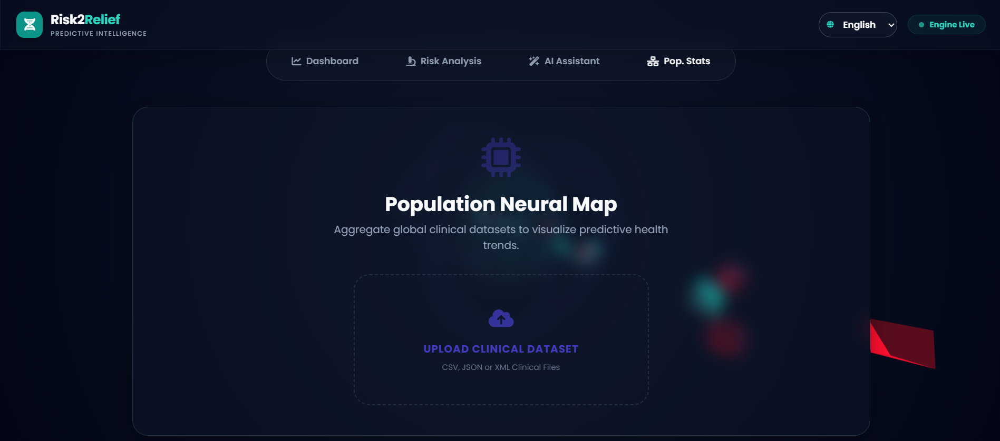 Risk2Relief
PREDICTIVE INTELLIGENCE
English
Engine Live
Dashboard
Risk Analysis
AI Assistant
Pop. Stats
Population Neural Map
Aggregate global clinical datasets to visualize predictive health
trends.
UPLOAD CLINICAL DATASET
CSV, JSON or XML Clinical Files